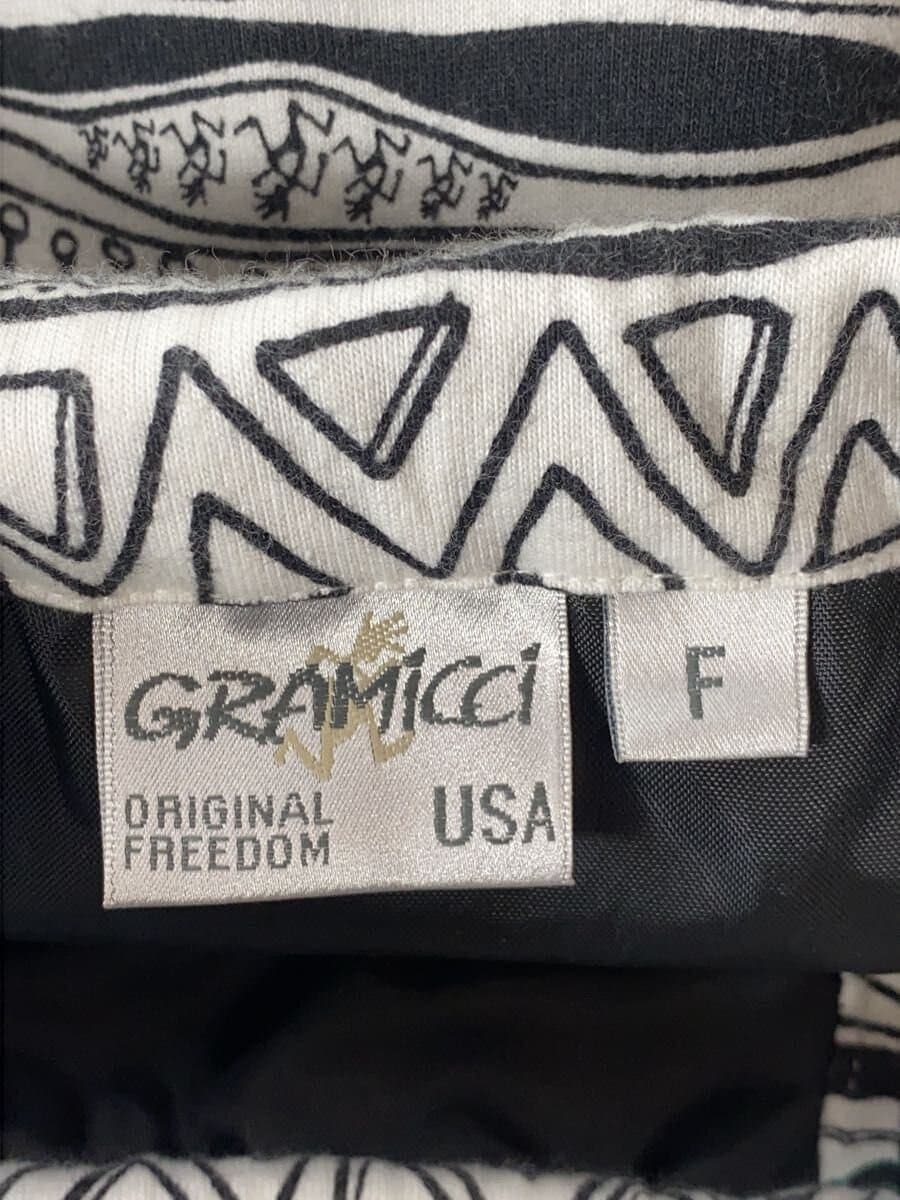 GRAMiCCi
ORIGINAL
FREEDOM
USA
F